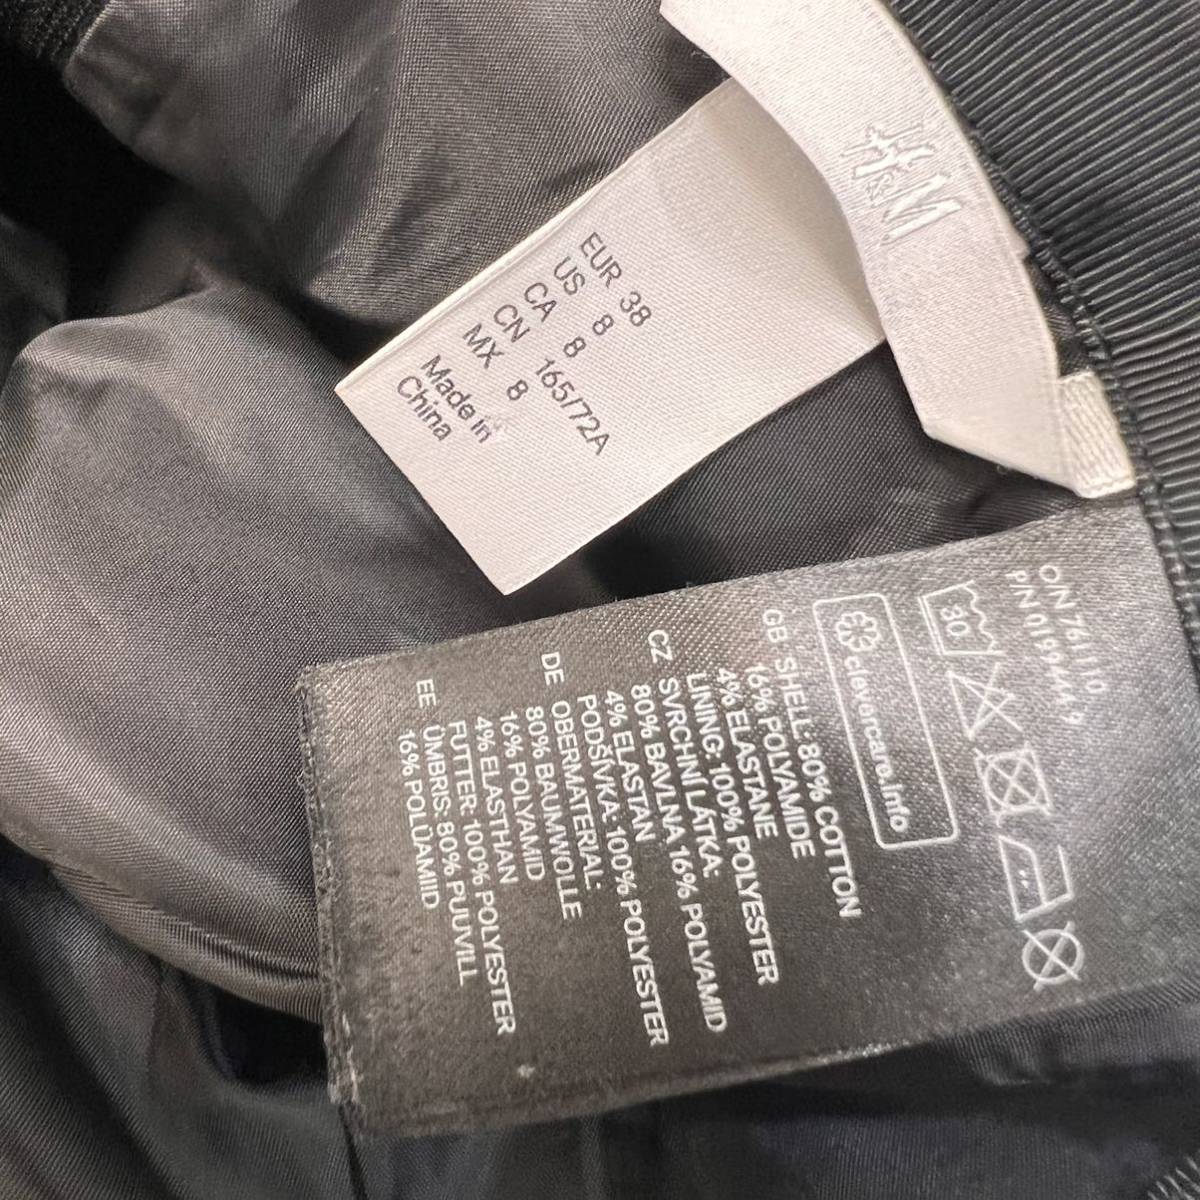 H&M
EUR 38
US 8
CA 8
CN 165/72A
MX 8
Made in
China
O/N 761110
30
clevercare.info
GB SHELL: 80% COTTON
16% POLYAMIDE
4% ELASTANE
LINING: 100% POLYESTER
CZ SVRCHNÍ LÁTKA:
80% BAVLNA 16% POLYAMID
4% ELASTAN
PODŠÍVKA: 100% POLYESTER
DE OBERMATERIAL:
80% BAUMWOLLE
16% POLYAMID
4% ELASTHAN
FUTTER: 100% POLYESTER
EE ÜMBRIS: 80% PUUVILL
16% POLÜAMIID